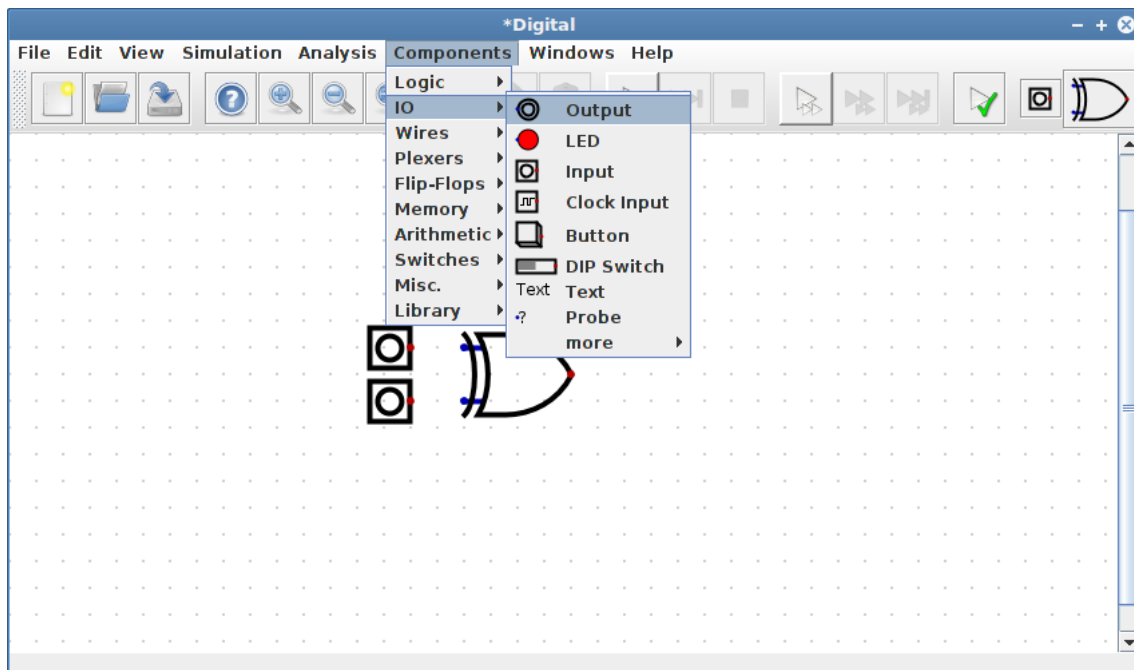 *Digital
File Edit View Simulation Analysis Components Windows Help
Logic
IO
Wires
Plexers
Flip-Flops
Memory
Arithmetic
Switches
Misc.
Library
Output
LED
Input
Clock Input
Button
DIP Switch
Text Text
·? Probe
more